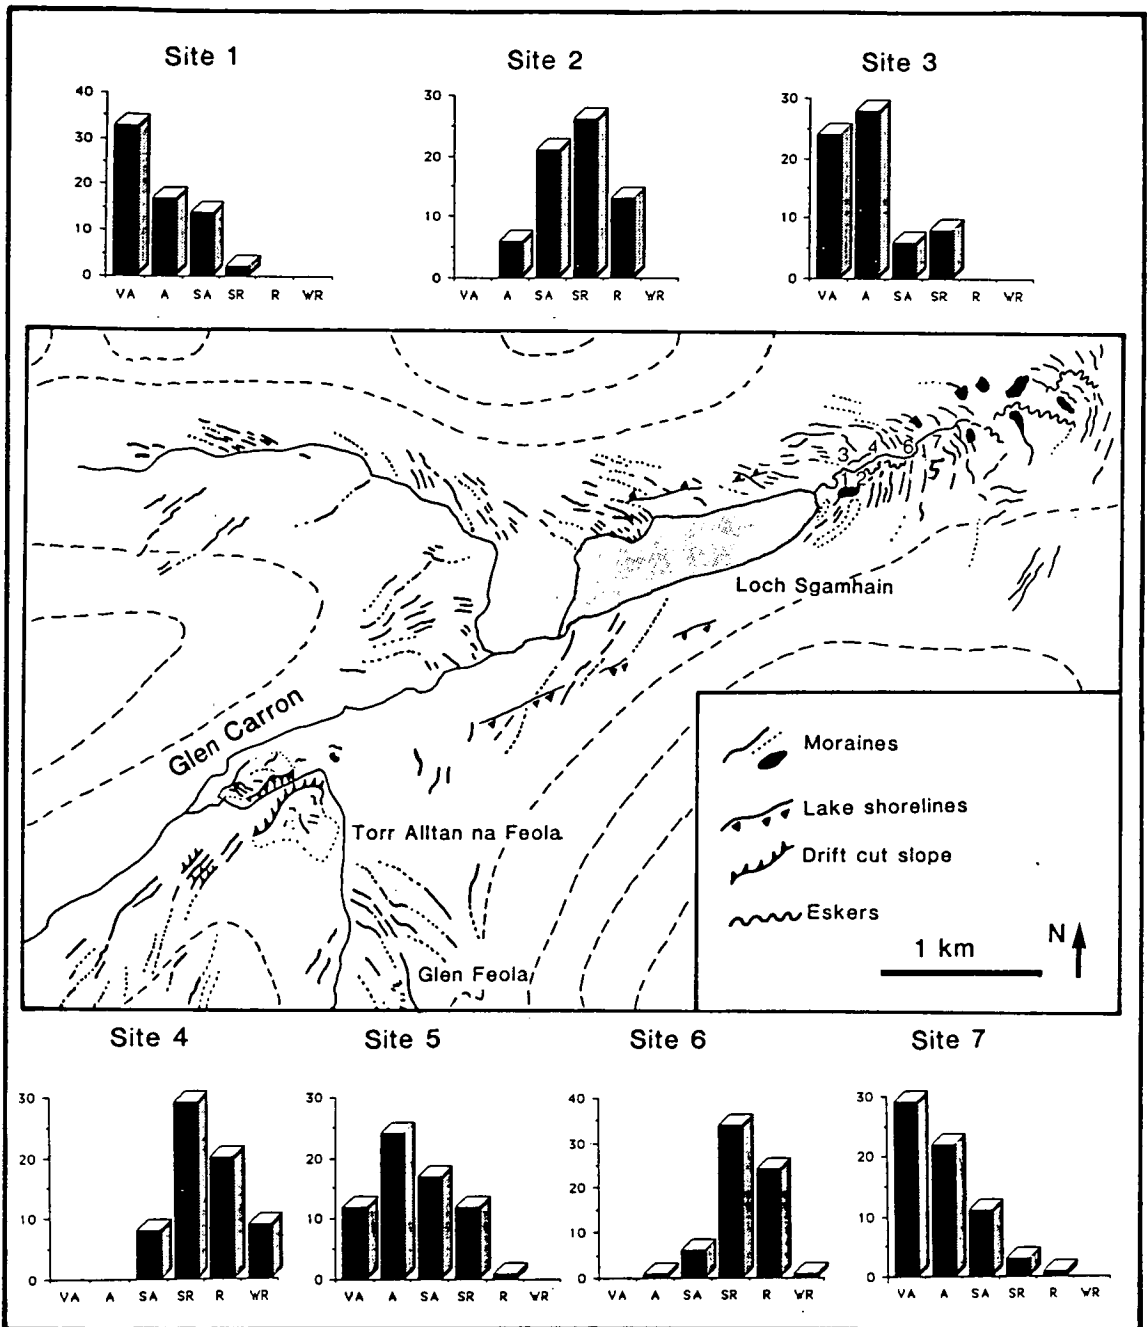 Site 1
Site 2
Site 3
40
30
20
10
0
VA A SA SR R WR
30
20
10
0
VA A SA SR R WR
30
20
10
0
VA A SA SR R WR
3 4 6 7
1 2 5
Loch Sgamhain
Glen Carron
Torr Alltan na Feola
Glen Feola
Moraines
Lake shorelines
Drift cut slope
Eskers
1 km
N
Site 4
Site 5
Site 6
Site 7
30
20
10
0
VA A SA SR R WR
30
20
10
0
VA A SA SR R WR
40
30
20
10
0
VA A SA SR R WR
30
20
10
0
VA A SA SR R WR